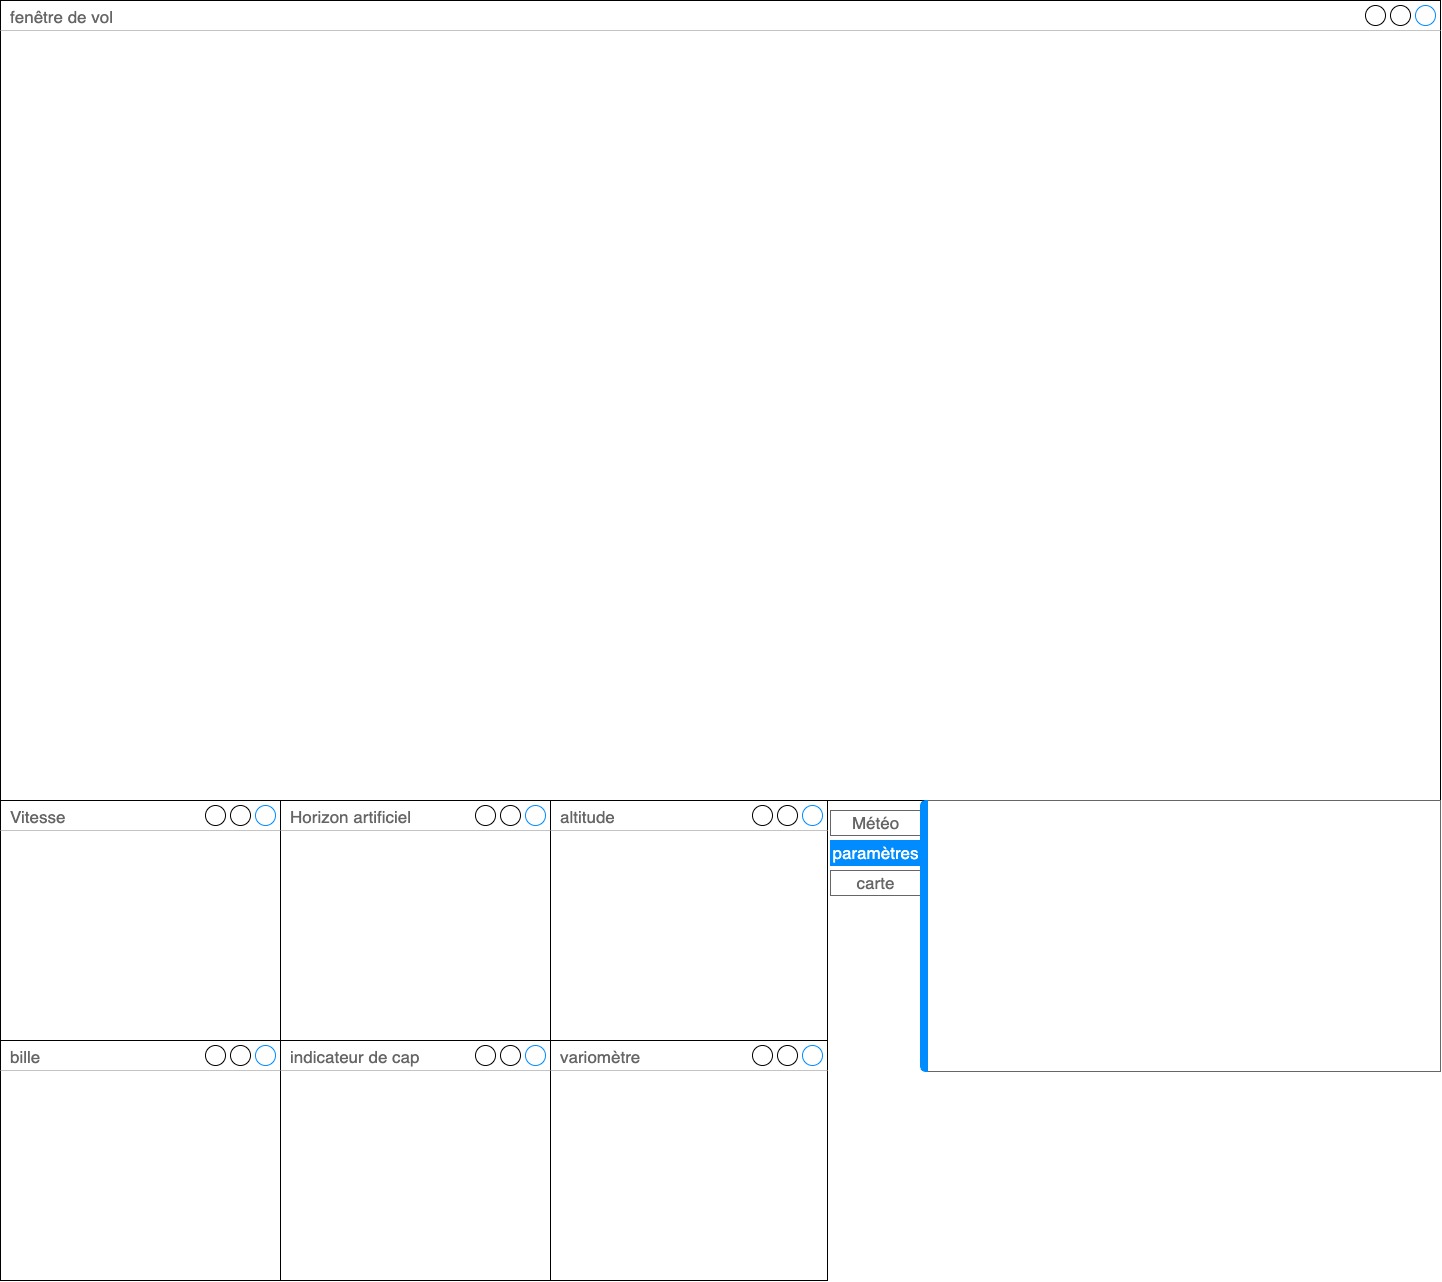 fenêtre de vol
Vitesse
Horizon artificiel
altitude
Météo
paramètres
carte
bille
indicateur de cap
variomètre